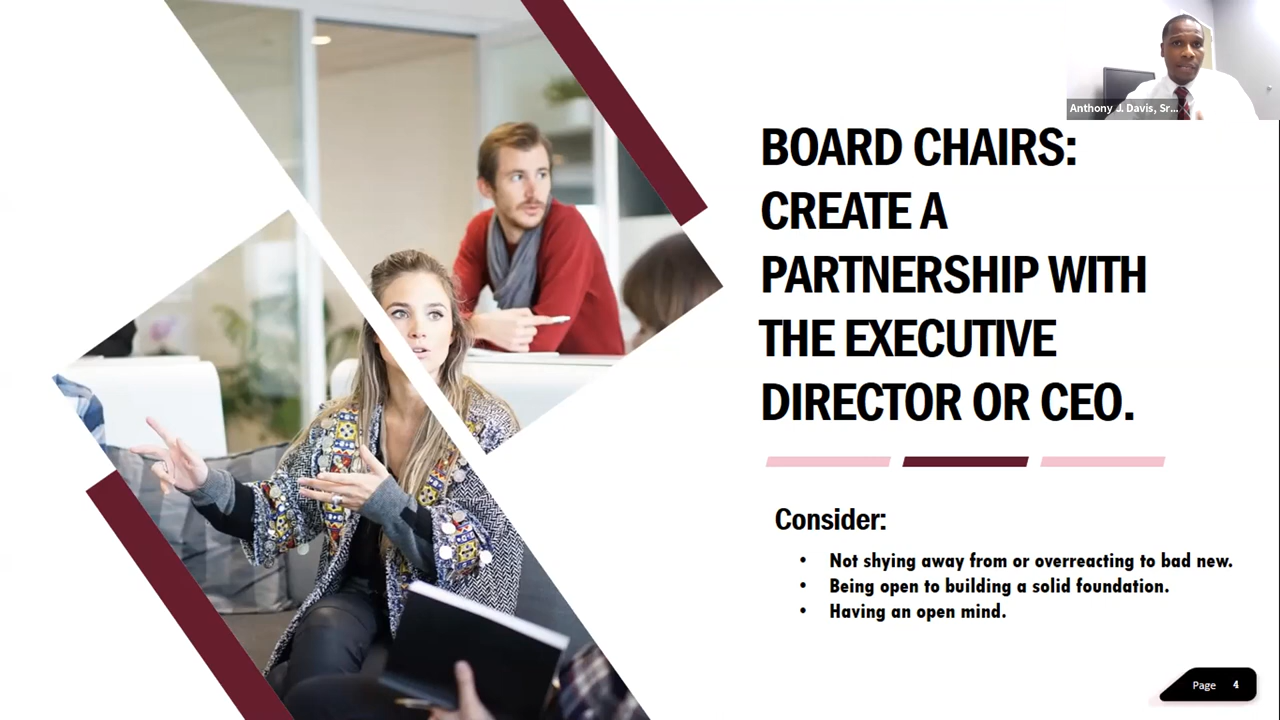 Anthony J. Davis, Sr...
BOARD CHAIRS:
CREATE A
PARTNERSHIP WITH
THE EXECUTIVE
DIRECTOR OR CEO.
Consider:
• Not shying away from or overreacting to bad new.
• Being open to building a solid foundation.
• Having an open mind.
Page 4